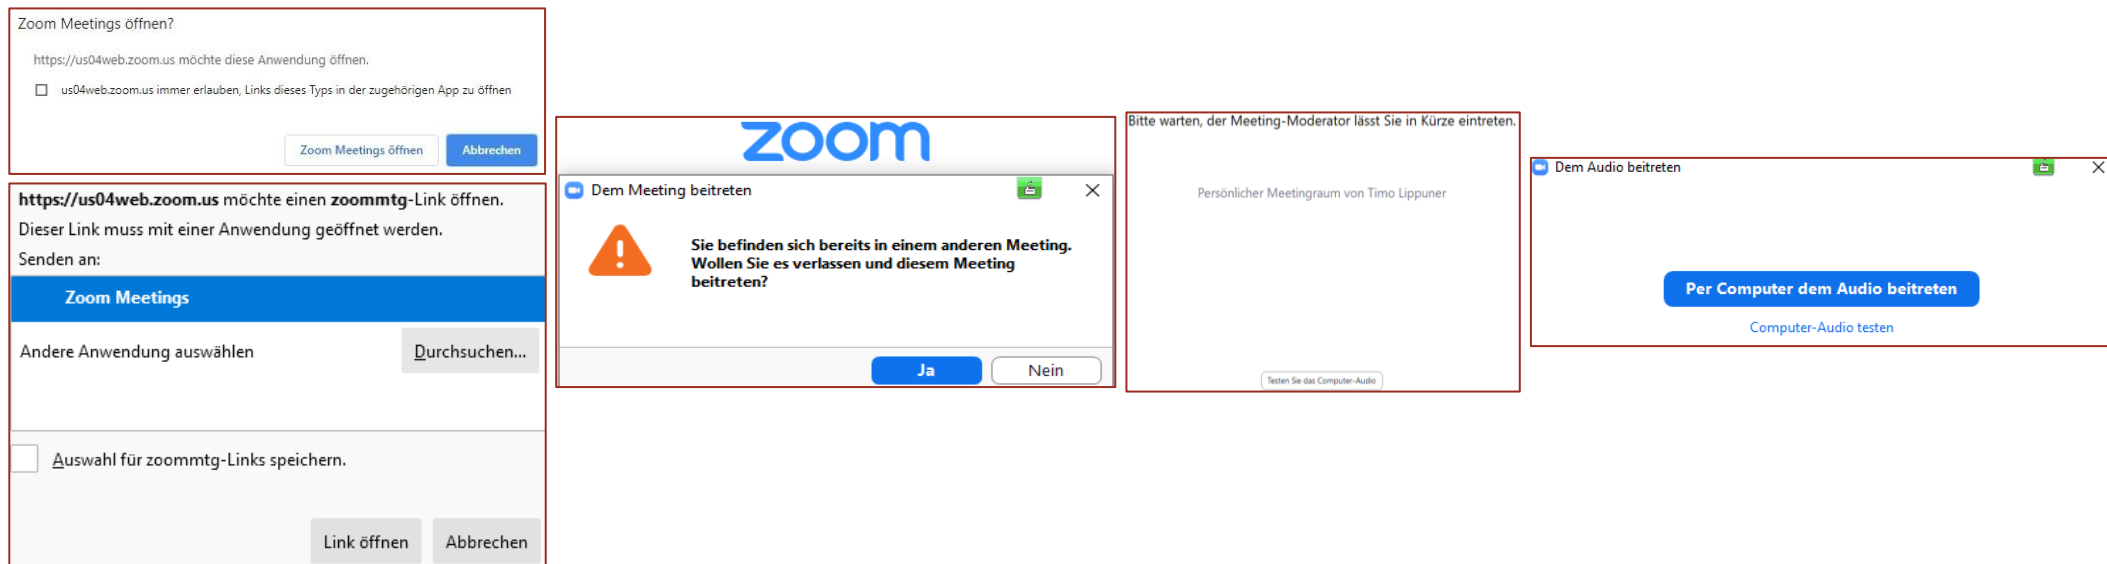 Zoom Meetings öffnen?
https://us04web.zoom.us möchte diese Anwendung öffnen.
us04web.zoom.us immer erlauben, Links dieses Typs in der zugehörigen App zu öffnen
Zoom Meetings öffnen
Abbrechen
https://us04web.zoom.us möchte einen zoommtg-Link öffnen.
Dieser Link muss mit einer Anwendung geöffnet werden.
Senden an:
Zoom Meetings
Andere Anwendung auswählen
Durchsuchen...
Auswahl für zoommtg-Links speichern.
Link öffnen
Abbrechen
zoom
Dem Meeting beitreten
Sie befinden sich bereits in einem anderen Meeting.
Wollen Sie es verlassen und diesem Meeting
beitreten?
Ja
Nein
Bitte warten, der Meeting-Moderator lässt Sie in Kürze eintreten.
Persönlicher Meetingraum von Timo Lippuner
Testen Sie das Computer-Audio
Dem Audio beitreten
Per Computer dem Audio beitreten
Computer-Audio testen